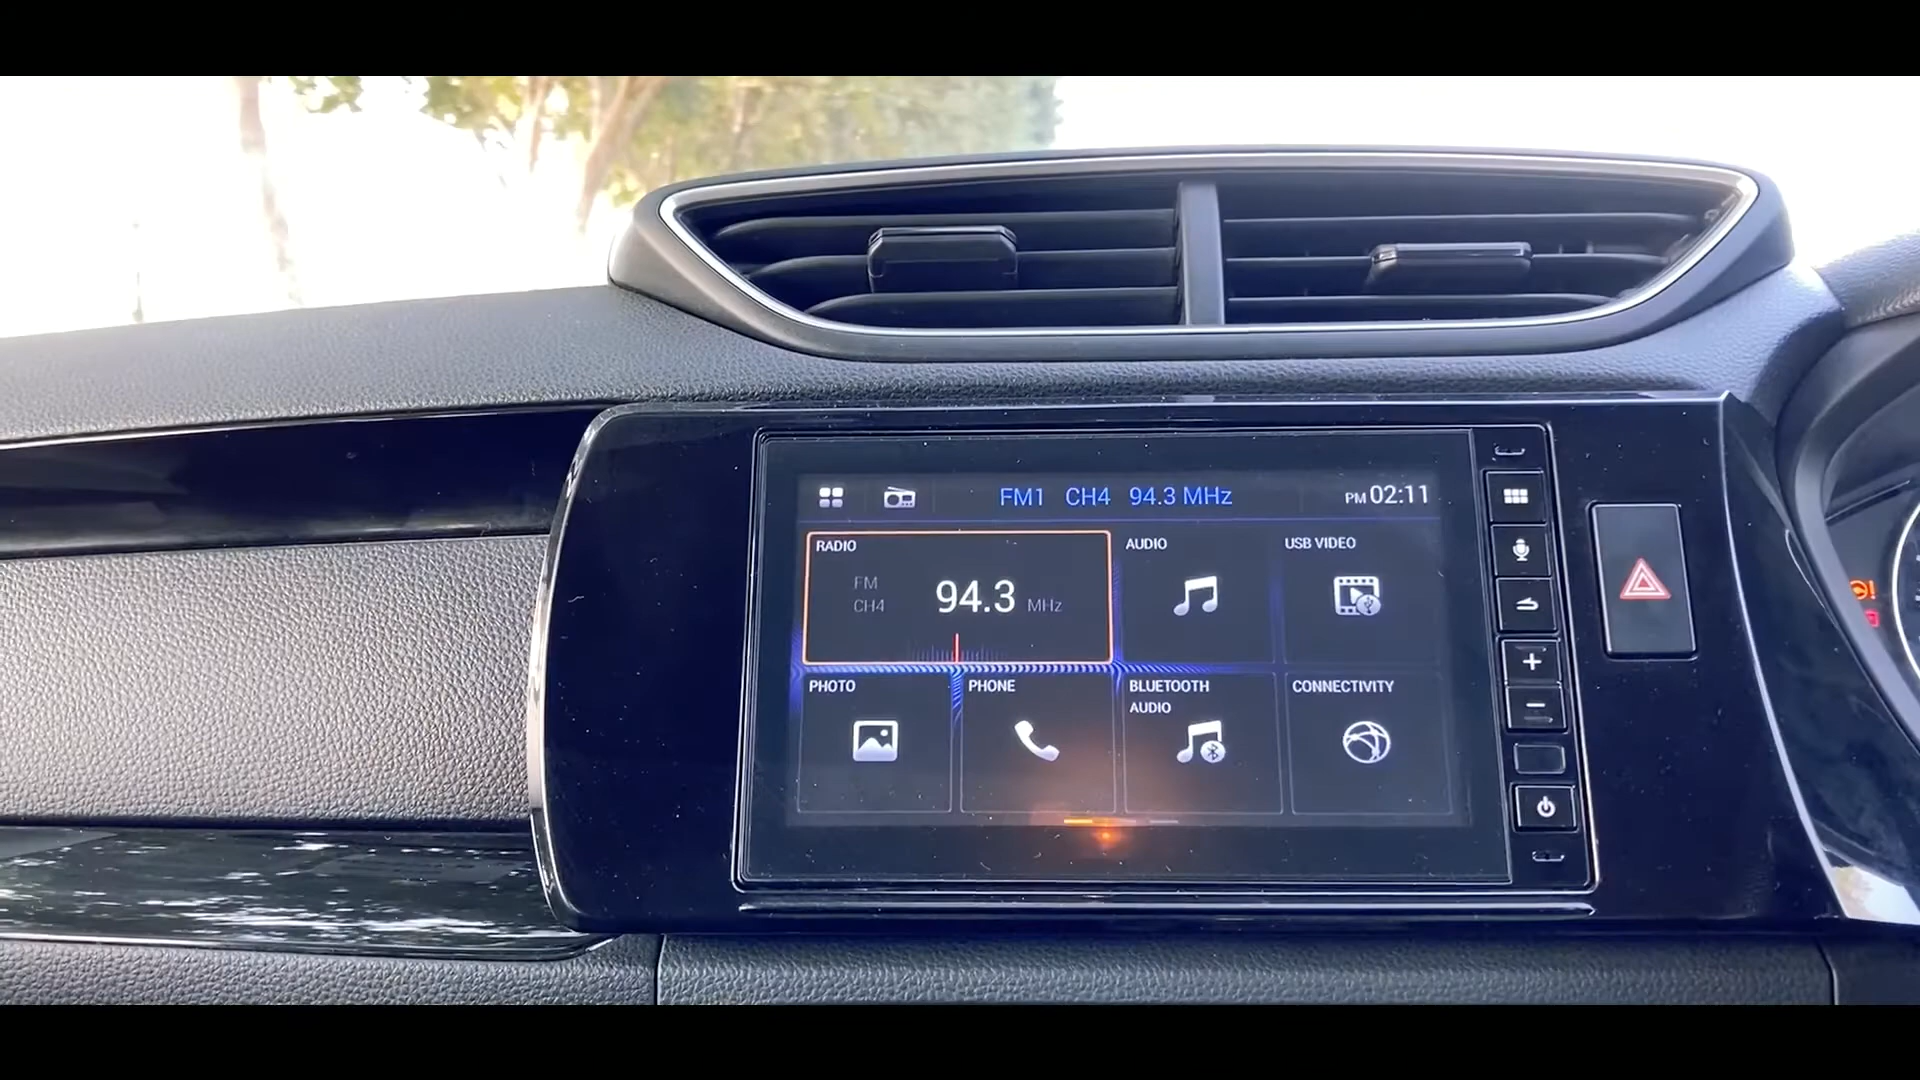 FM1 CH4 94.3 MHz PM 02:11
RADIO
FM
CH4
94.3 MHz
AUDIO
USB VIDEO
PHOTO
PHONE
BLUETOOTH
AUDIO
CONNECTIVITY